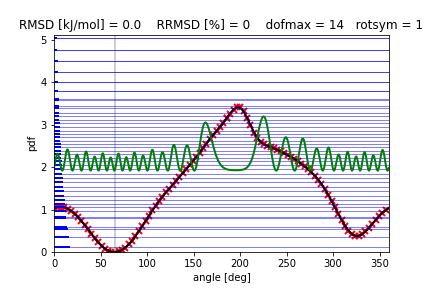 RMSD [kJ/mol] = 0.0    RRMSD [%] = 0    dofmax = 14   rotsym = 1
5
4
3
2
1
0
pdf
0 50 100 150 200 250 300 350
angle [deg]